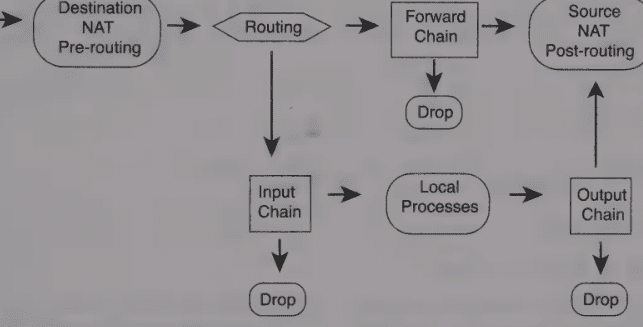 Destination
NAT
Pre-routing
Routing
Forward
Chain
Source
NAT
Post-routing
Drop
Input
Chain
Local
Processes
Output
Chain
Drop
Drop